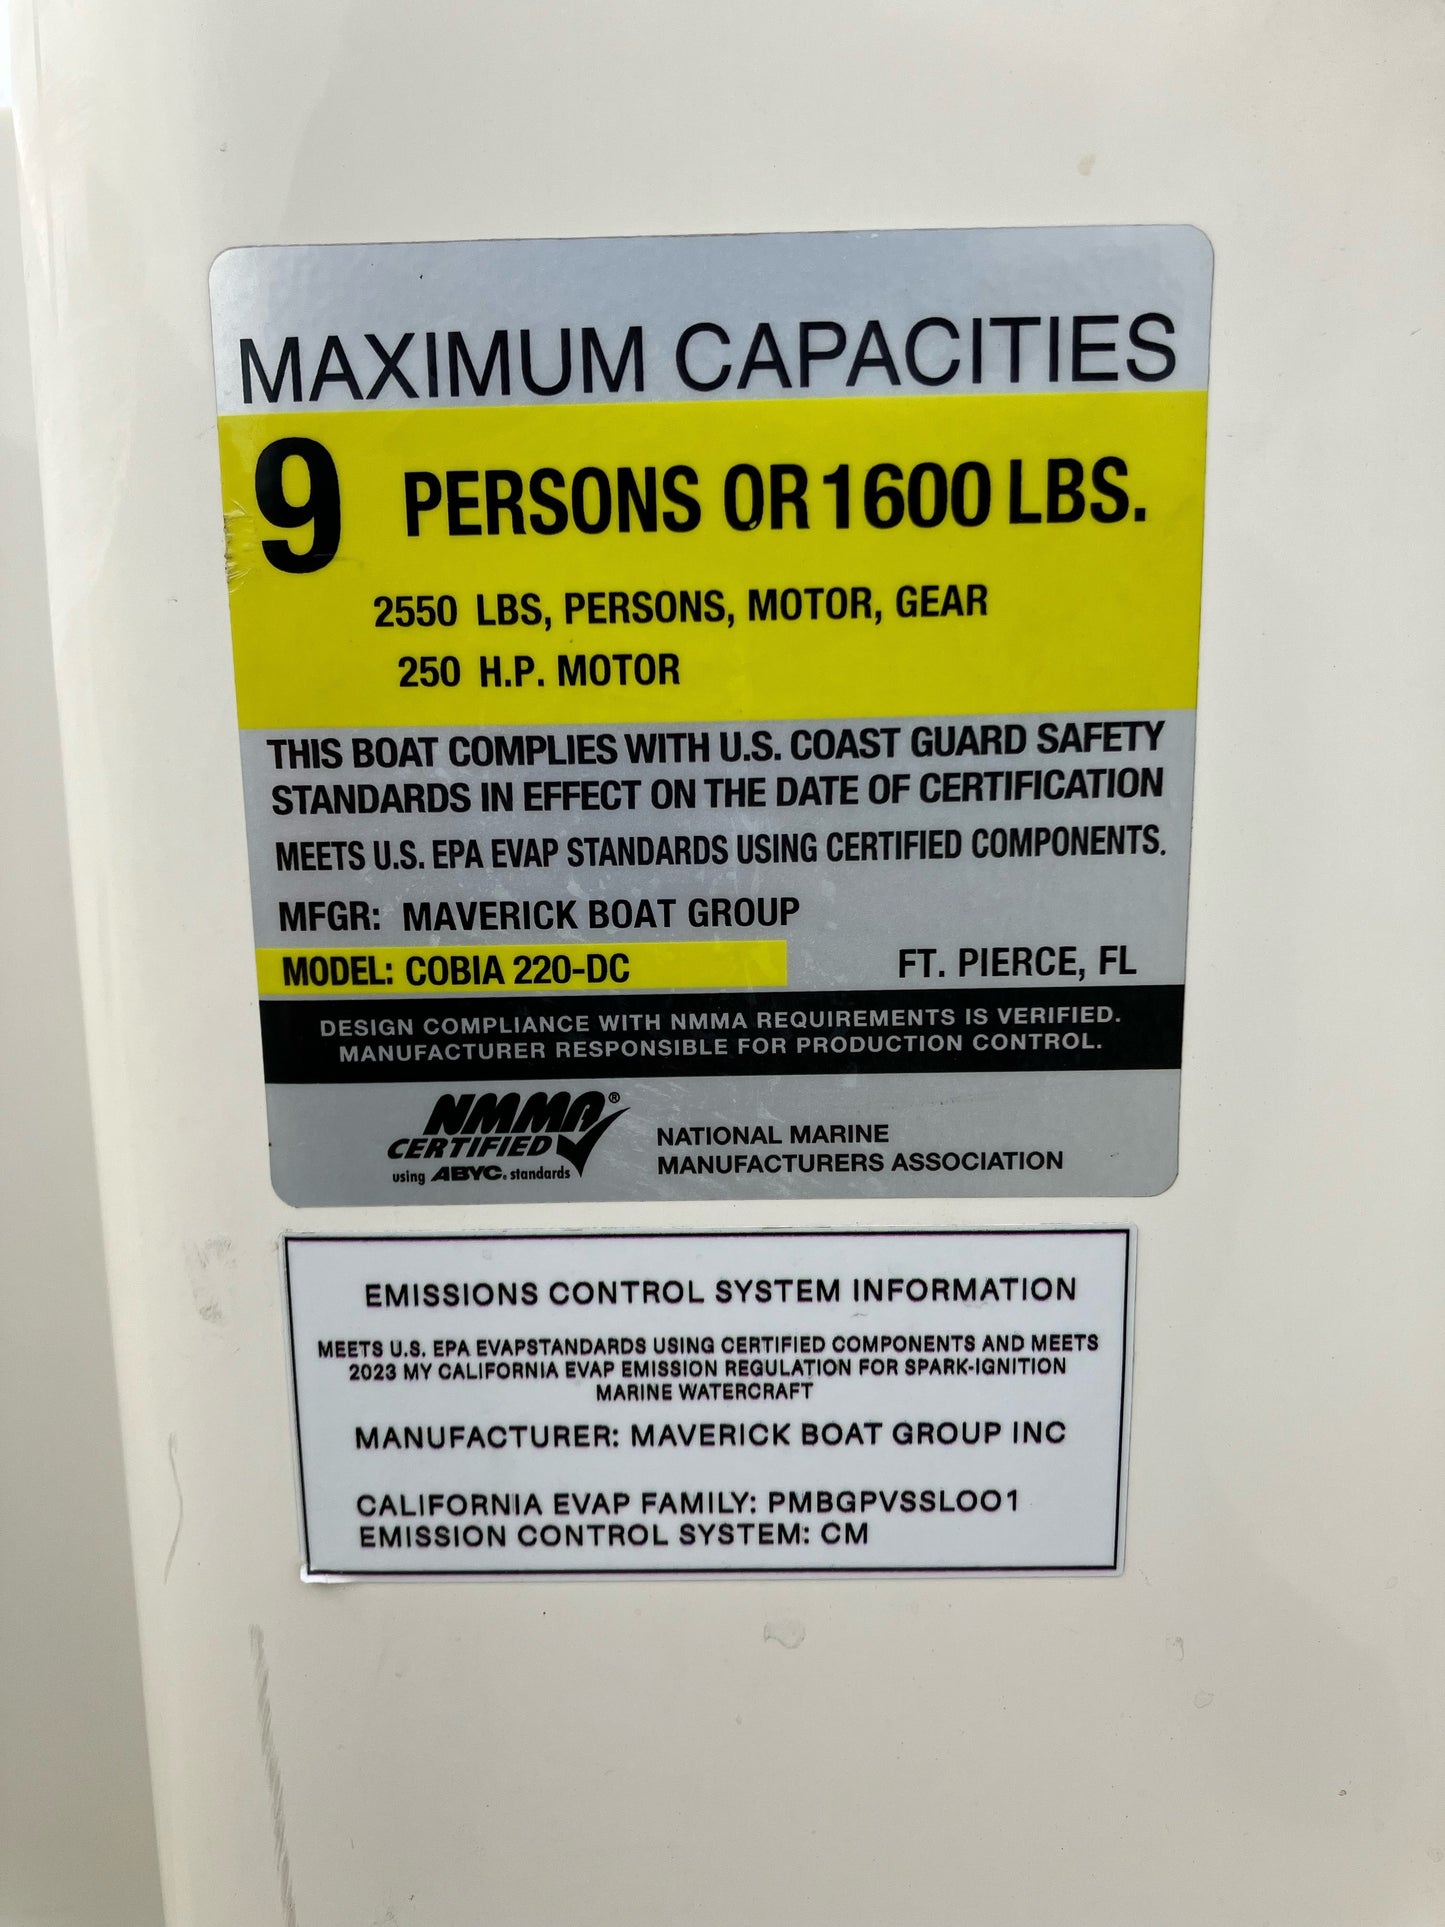 MAXIMUM CAPACITIES
9 PERSONS OR 1600 LBS.
2550 LBS, PERSONS, MOTOR, GEAR
250 H.P. MOTOR
THIS BOAT COMPLIES WITH U.S. COAST GUARD SAFETY
STANDARDS IN EFFECT ON THE DATE OF CERTIFICATION
MEETS U.S. EPA EVAP STANDARDS USING CERTIFIED COMPONENTS.
MFGR: MAVERICK BOAT GROUP
MODEL: COBIA 220-DC FT. PIERCE, FL
DESIGN COMPLIANCE WITH NMMA REQUIREMENTS IS VERIFIED.
MANUFACTURER RESPONSIBLE FOR PRODUCTION CONTROL.
NMMA®
CERTIFIED
using ABYC® standards
NATIONAL MARINE
MANUFACTURERS ASSOCIATION
EMISSIONS CONTROL SYSTEM INFORMATION
MEETS U.S. EPA EVAPSTANDARDS USING CERTIFIED COMPONENTS AND MEETS
2023 MY CALIFORNIA EVAP EMISSION REGULATION FOR SPARK-IGNITION
MARINE WATERCRAFT
MANUFACTURER: MAVERICK BOAT GROUP INC
CALIFORNIA EVAP FAMILY: PMBGPVSSL001
EMISSION CONTROL SYSTEM: CM